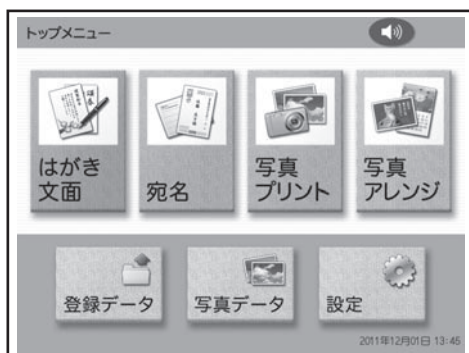 トップメニュー
はがき
文面
宛名
写真
プリント
写真
アレンジ
登録データ
写真データ
設定
2011年12月01日 13:45